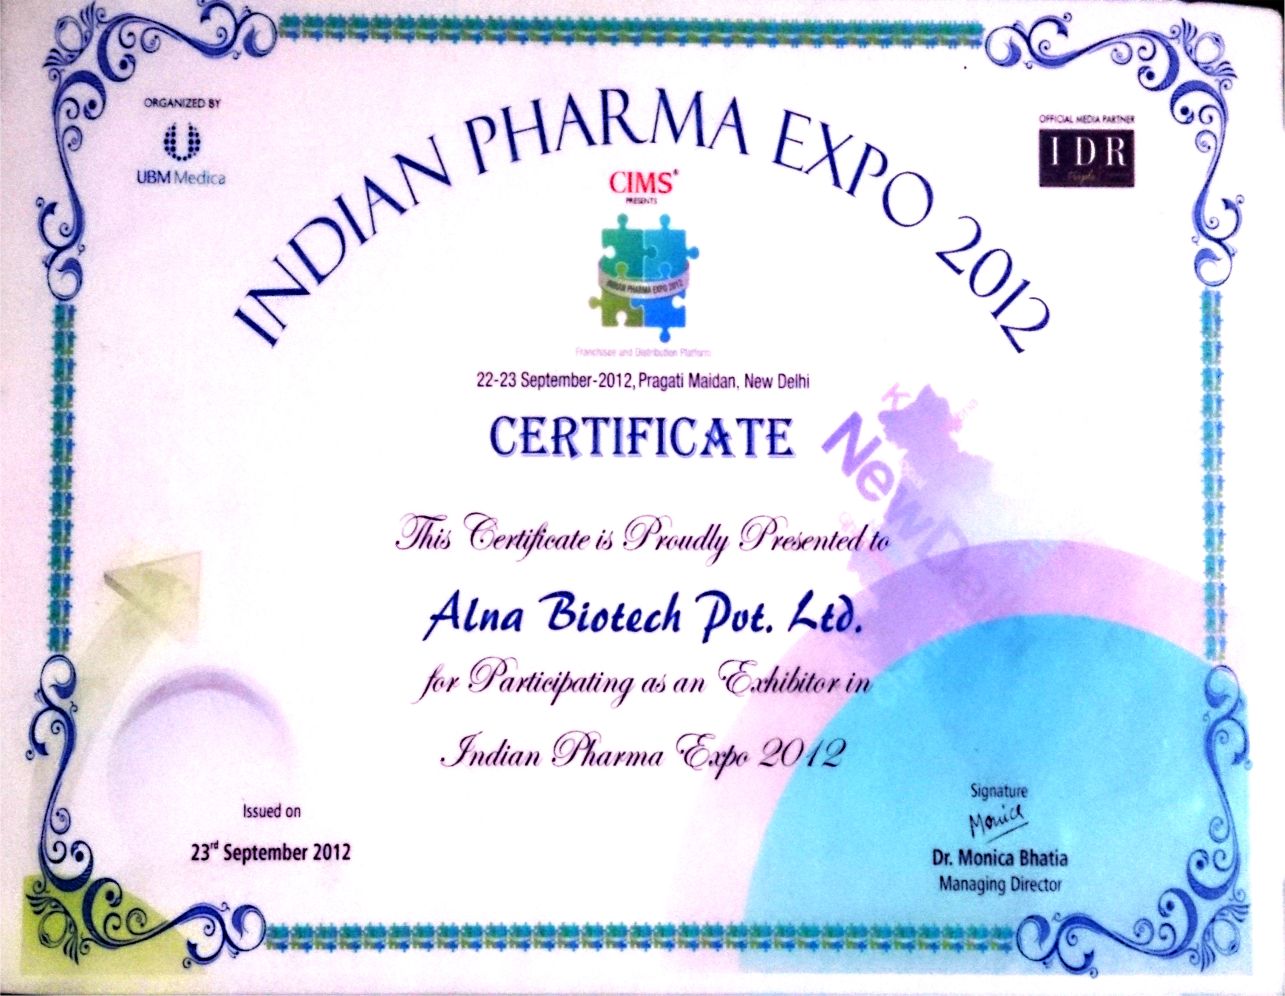 ORGANIZED BY
UBM Medica
INDIAN PHARMA EXPO 2012
OFFICIAL MEDIA PARTNER
IDR
CIMS®
PRESENTS
INDIAN PHARMA EXPO 2012
Franchisee and Distribution Platform
22-23 September-2012, Pragati Maidan, New Delhi
CERTIFICATE
NewDel
This Certificate is Proudly Presented to
Alna Biotech Pvt. Ltd.
for Participating as an Exhibitor in
Indian Pharma Expo 2012
Issued on
23rd September 2012
Signature
Monica
Dr. Monica Bhatia
Managing Director